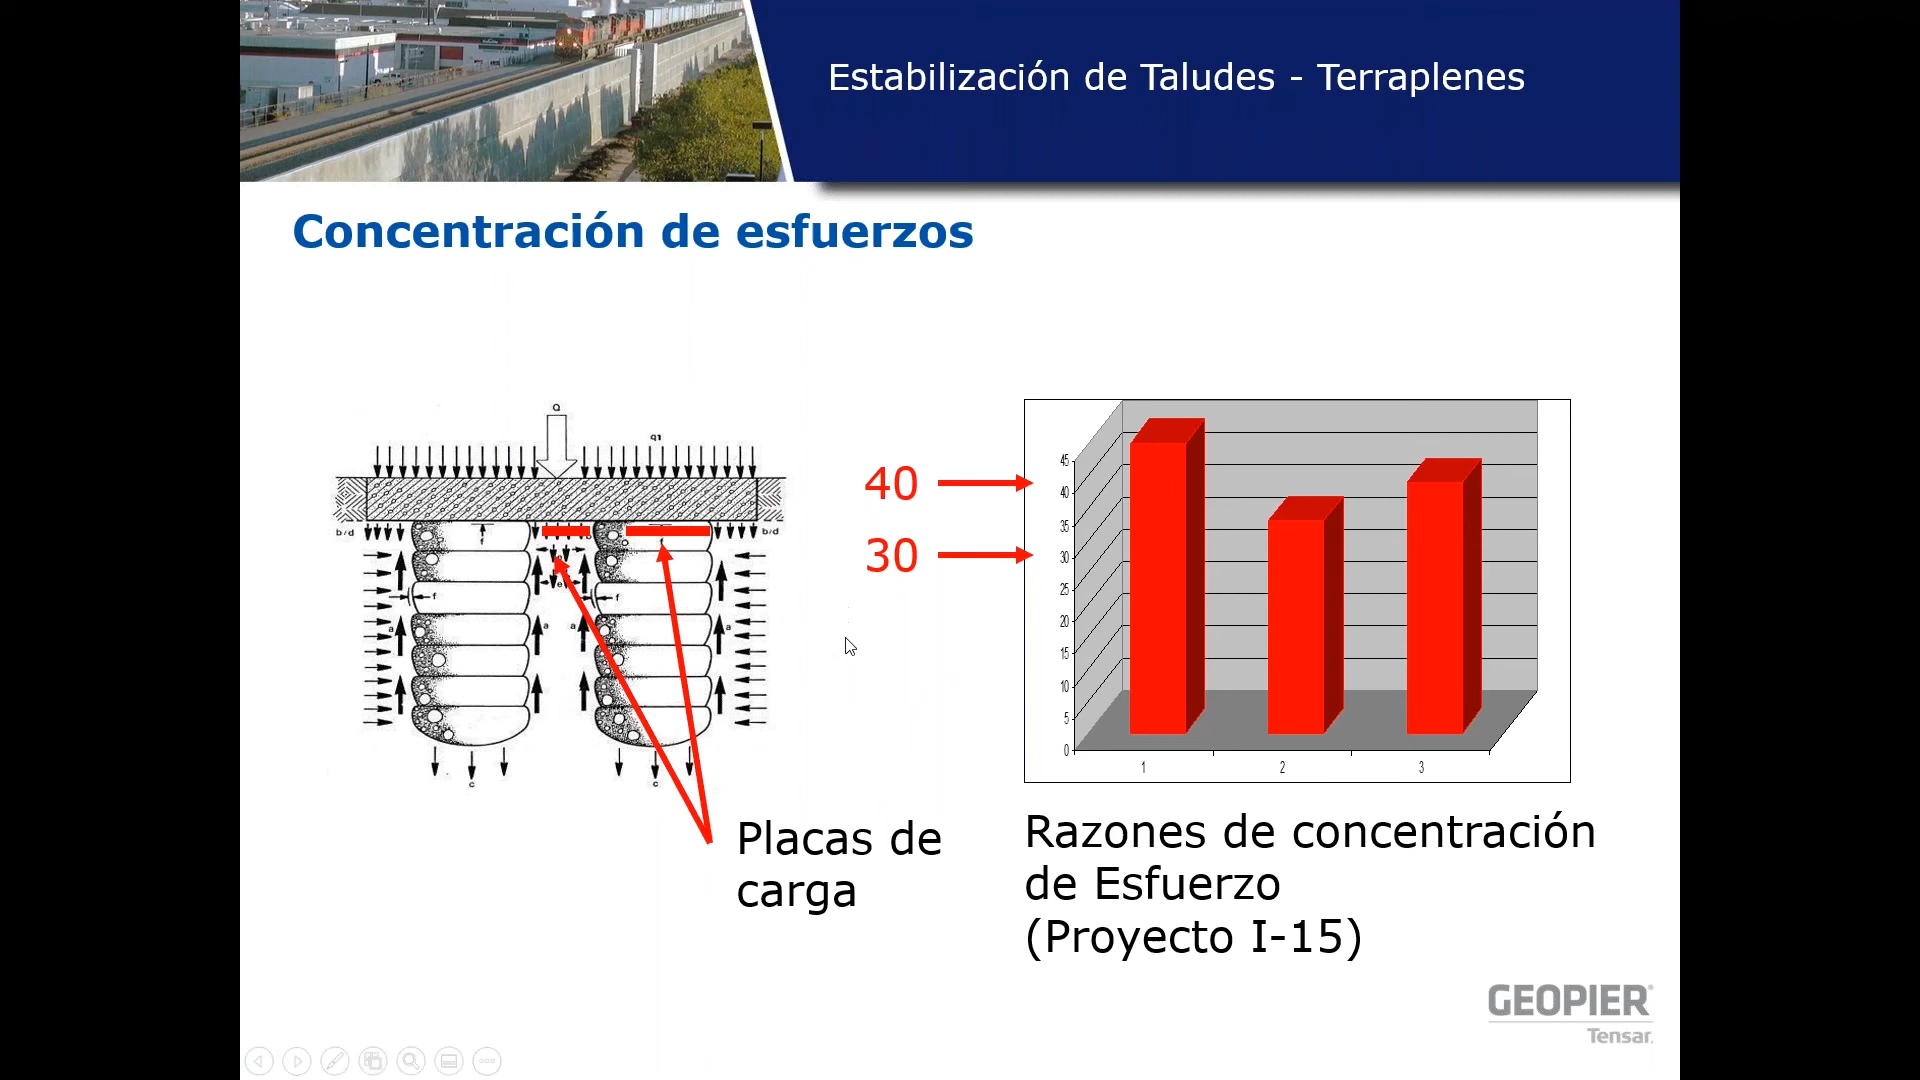 Estabilización de Taludes - Terraplenes
Concentración de esfuerzos
Q
q1
b/d
b/d
f
f
e
f
f
a
a
a
a
c
c
40
30
45
40
35
30
25
20
15
10
5
0
1
2
3
Placas de
carga
Razones de concentración
de Esfuerzo
(Proyecto I-15)
GEOPIER®
Tensar.